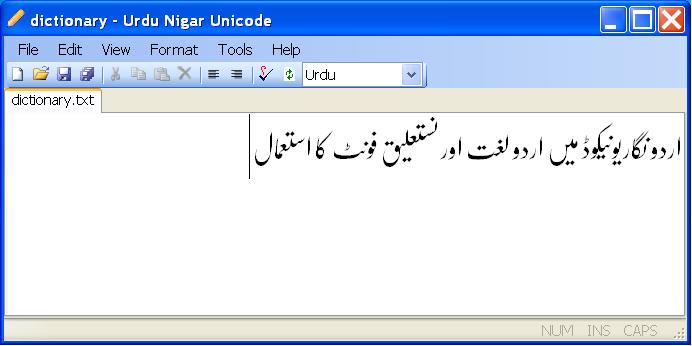 dictionary - Urdu Nigar Unicode
File Edit View Format Tools Help
Urdu
dictionary.txt
اردو نگار یونیکوڈ میں اردو لغت اور نستعلیق فونٹ کا استعمال
NUM INS CAPS